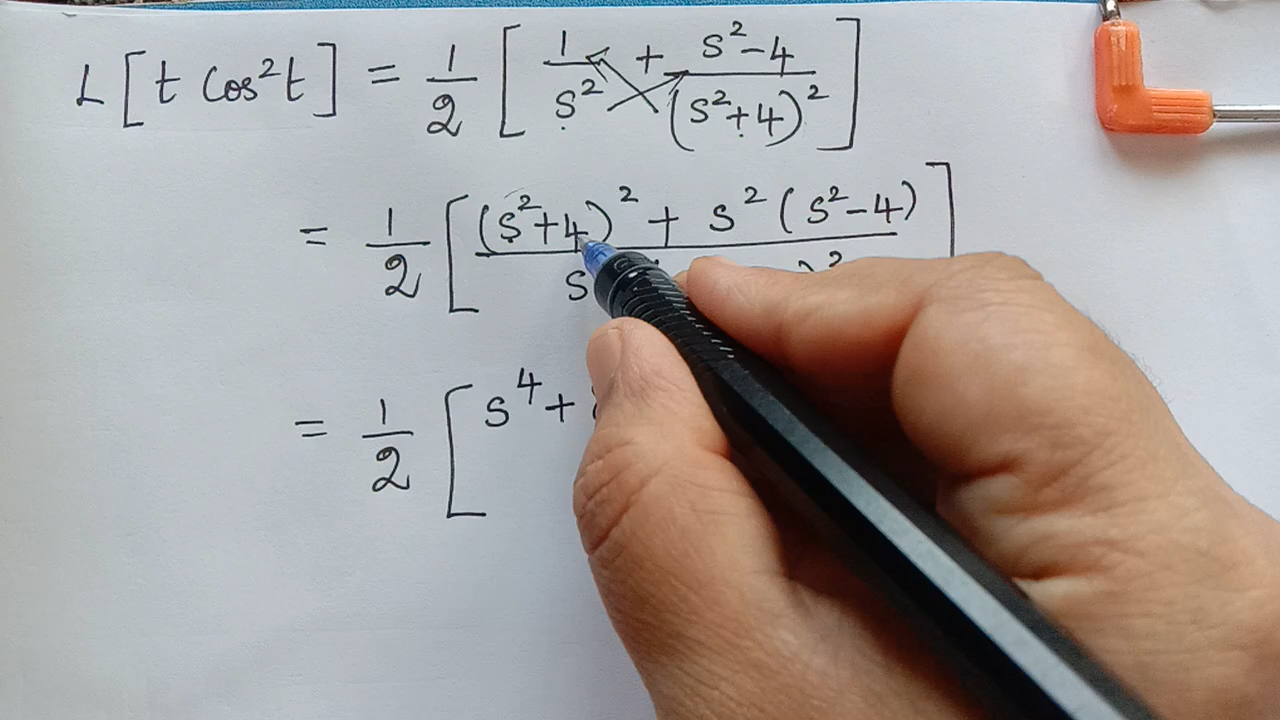 L[t Cos²t] = 1/2 [1/S² + S²-4/(S²+4)²]
= 1/2 [(S²+4)² + S²(S²-4)/S )²]
= 1/2 [S⁴+